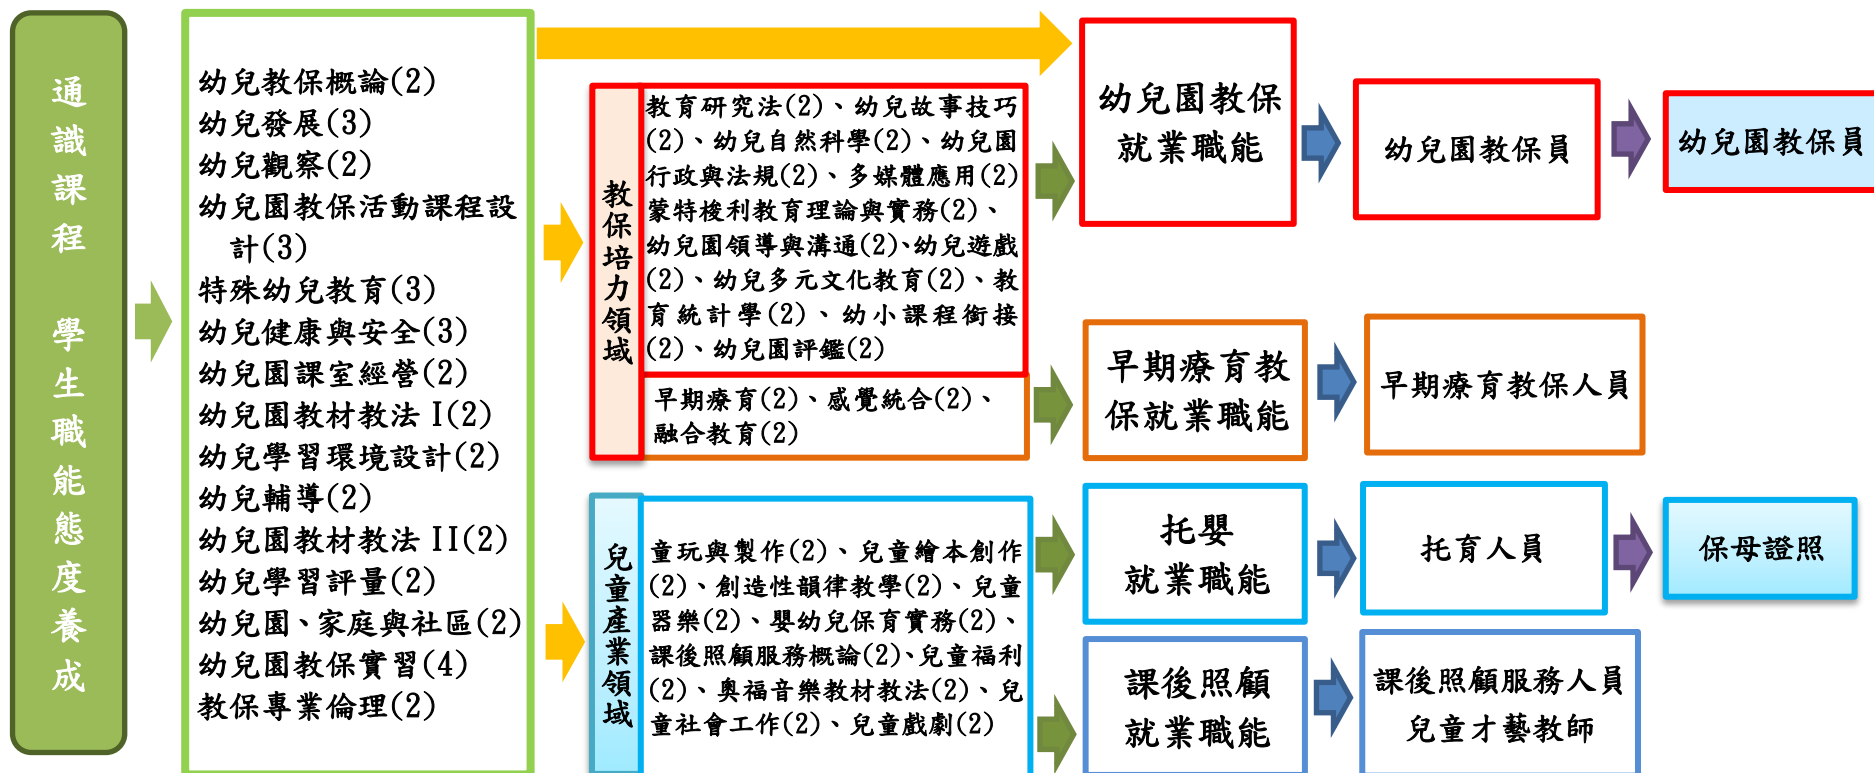 通識課程 學生職能態度養成
幼兒教保概論(2)
幼兒發展(3)
幼兒觀察(2)
幼兒園教保活動課程設
計(3)
特殊幼兒教育(3)
幼兒健康與安全(3)
幼兒園課室經營(2)
幼兒園教材教法 I(2)
幼兒學習環境設計(2)
幼兒輔導(2)
幼兒園教材教法 II(2)
幼兒學習評量(2)
幼兒園、家庭與社區(2)
幼兒園教保實習(4)
教保專業倫理(2)
教保培力領域
教育研究法(2)、幼兒故事技巧
(2)、幼兒自然科學(2)、幼兒園
行政與法規(2)、多媒體應用(2)
蒙特梭利教育理論與實務(2)、
幼兒園領導與溝通(2)、幼兒遊戲
(2)、幼兒多元文化教育(2)、教
育統計學(2)、幼小課程銜接
(2)、幼兒園評鑑(2)
早期療育(2)、感覺統合(2)、
融合教育(2)
兒童產業領域
童玩與製作(2)、兒童繪本創作
(2)、創造性韻律教學(2)、兒童
器樂(2)、嬰幼兒保育實務(2)、
課後照顧服務概論(2)、兒童福利
(2)、奧福音樂教材教法(2)、兒
童社會工作(2)、兒童戲劇(2)
幼兒園教保
就業職能
幼兒園教保員
幼兒園教保員
早期療育教
保就業職能
早期療育教保人員
托嬰
就業職能
托育人員
保母證照
課後照顧
就業職能
課後照顧服務人員
兒童才藝教師